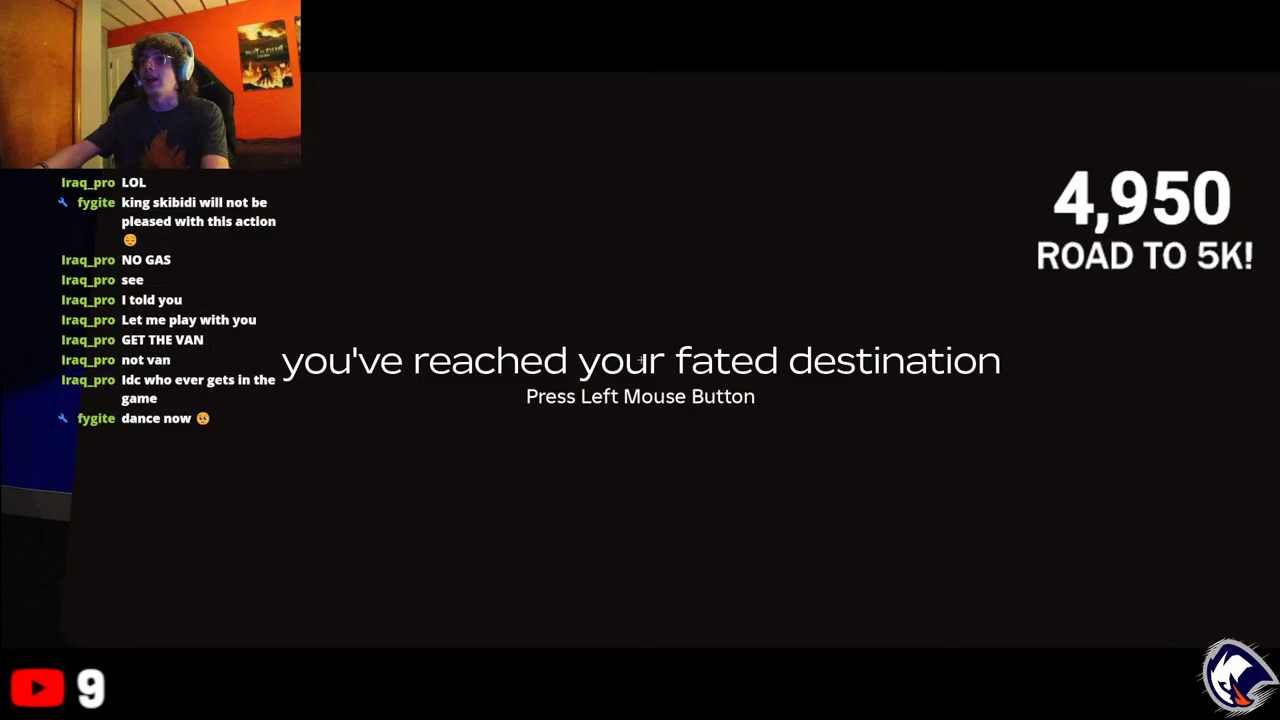 Iraq_pro LOL
fygite king skibidi will not be
pleased with this action
😔
Iraq_pro NO GAS
Iraq_pro see
Iraq_pro I told you
Iraq_pro Let me play with you
Iraq_pro GET THE VAN
Iraq_pro not van
Iraq_pro Idc who ever gets in the
game
fygite dance now 🥺
4,950
ROAD TO 5K!
you've reached your fated destination
Press Left Mouse Button
9